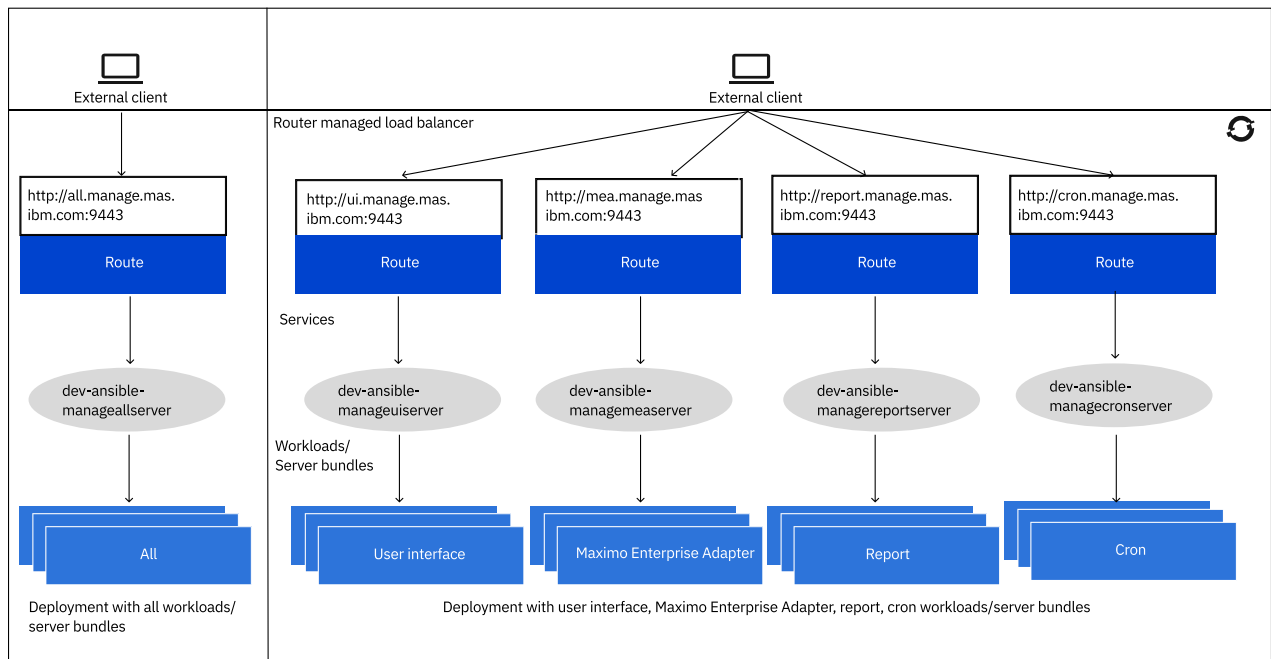 External client
External client
Router managed load balancer
http://all.manage.mas.
ibm.com:9443
http://ui.manage.mas.
ibm.com:9443
http://mea.manage.mas
ibm.com:9443
http://report.manage.mas.
ibm.com:9443
http://cron.manage.mas.
ibm.com:9443
Route
Route
Route
Route
Route
Services
dev-ansible-
manageallserver
dev-ansible-
manageuiserver
dev-ansible-
managemeaserver
dev-ansible-
managereportserver
dev-ansible-
managecronserver
Workloads/
Server bundles
All
User interface
Maximo Enterprise Adapter
Report
Cron
Deployment with all workloads/
server bundles
Deployment with user interface, Maximo Enterprise Adapter, report, cron workloads/server bundles